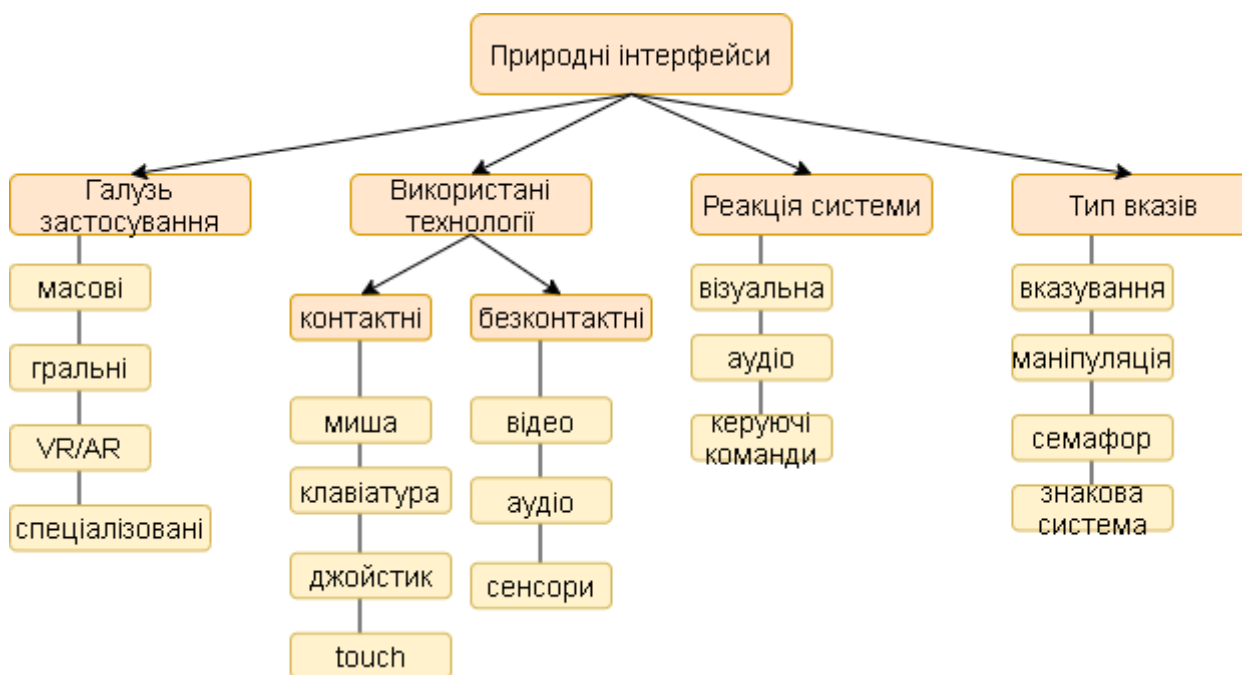 Природні інтерфейси
Галузь
застосування
масові
гральні
VR/AR
спеціалізовані
Використані
технології
контактні
миша
клавіатура
джойстик
touch
безконтактні
відео
аудіо
сенсори
Реакція системи
візуальна
аудіо
керуючі
команди
Тип вказів
вказування
маніпуляція
семафор
знакова
система